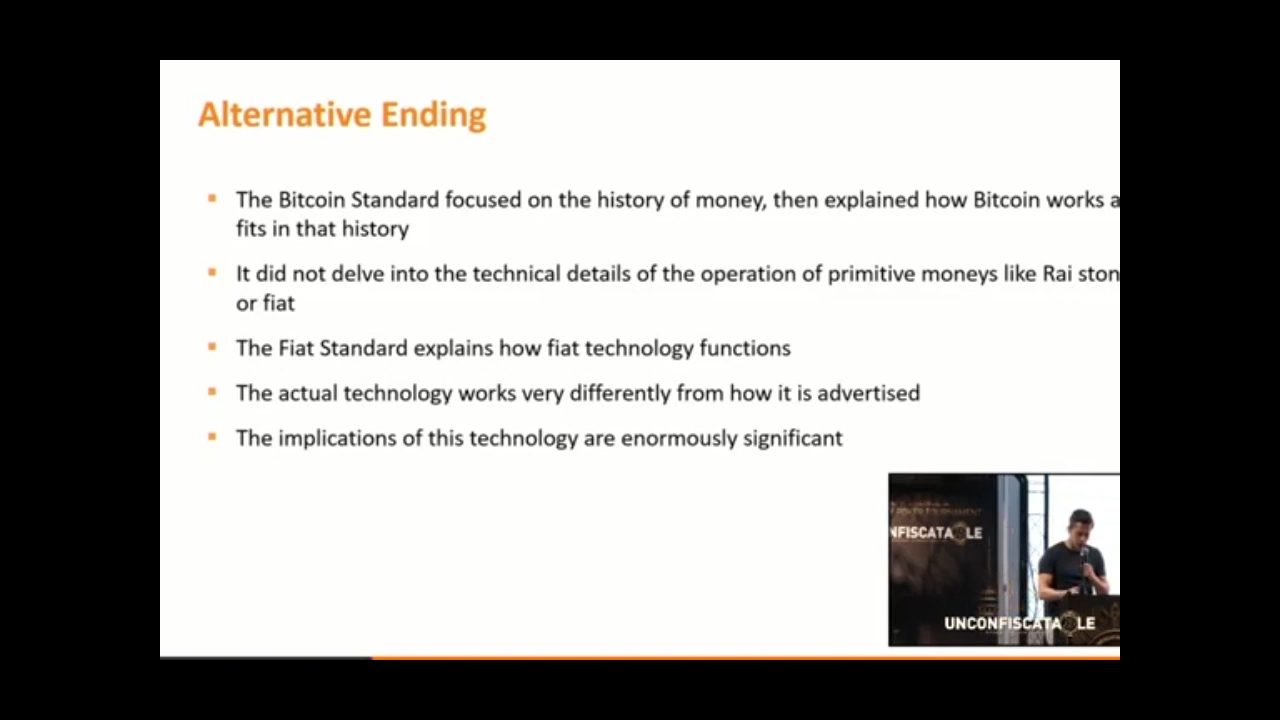 Alternative Ending
The Bitcoin Standard focused on the history of money, then explained how Bitcoin works a
fits in that history
It did not delve into the technical details of the operation of primitive moneys like Rai ston
or fiat
The Fiat Standard explains how fiat technology functions
The actual technology works very differently from how it is advertised
The implications of this technology are enormously significant
NFISCATA LE
UNCONFISCATA LE